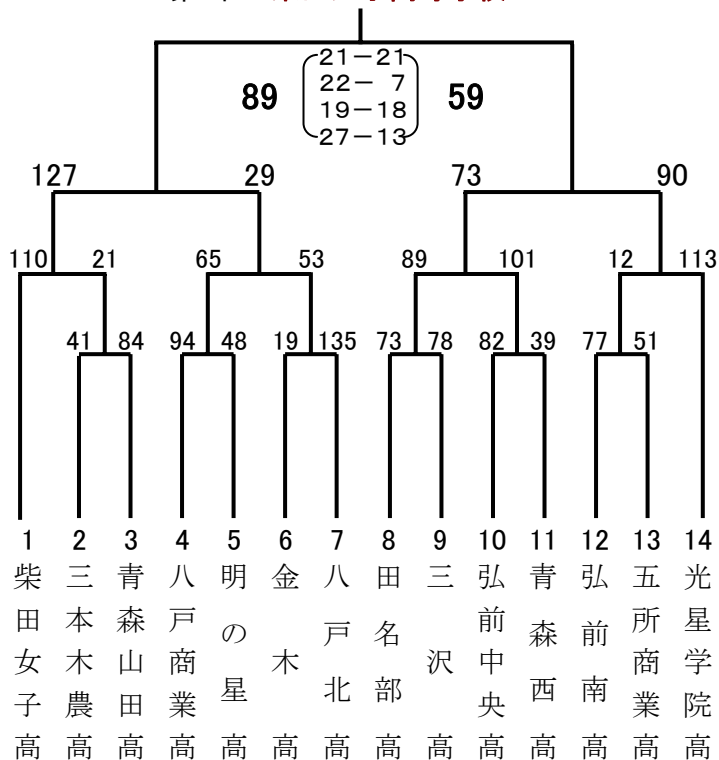 21－21
89 22－ 7 59
19－18
27－13
127 29 73 90
110 21 65 53 89 101 12 113
41 84 94 48 19 135 73 78 82 39 77 51
1 2 3 4 5 6 7 8 9 10 11 12 13 14
柴田女子高
三本木農高
青森山田高
八戸商業高
明の星高
金木高
八戸北高
田名部高
三沢高
弘前中央高
青森西高
弘前南高
五所商業高
光星学院高